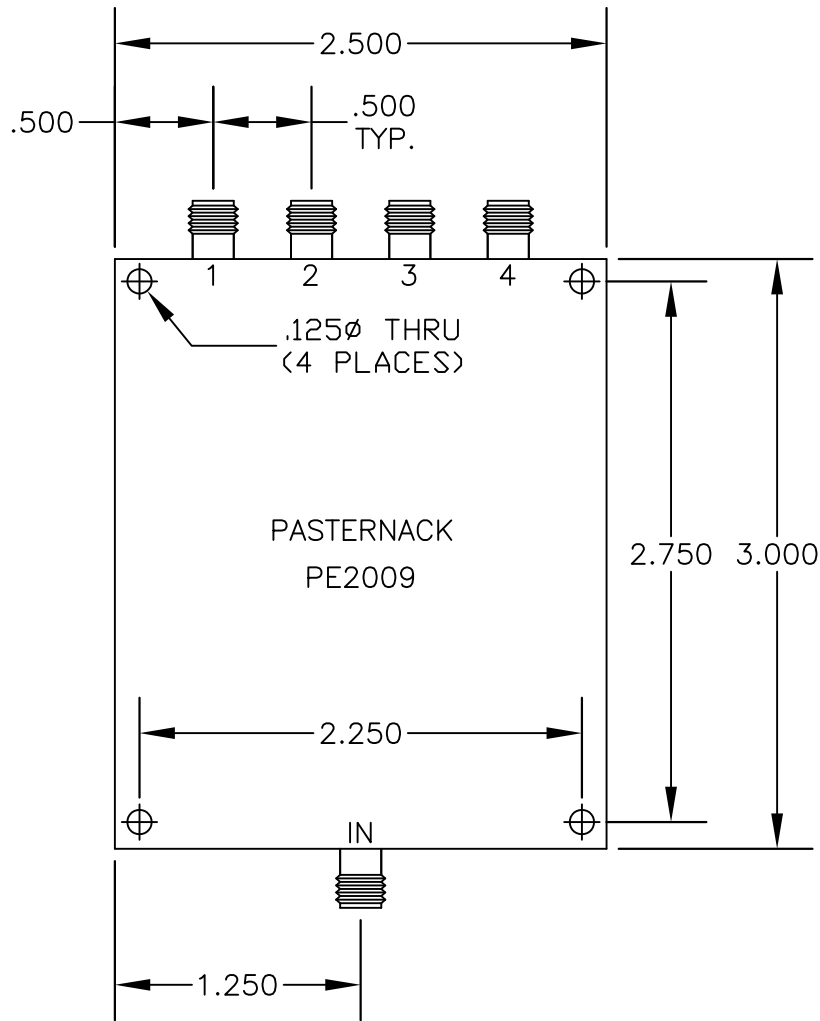 2.500
.500
.500
TYP.
1 2 3 4
.125ø THRU
(4 PLACES)
PASTERNACK
PE2009
2.750
3.000
2.250
IN
1.250